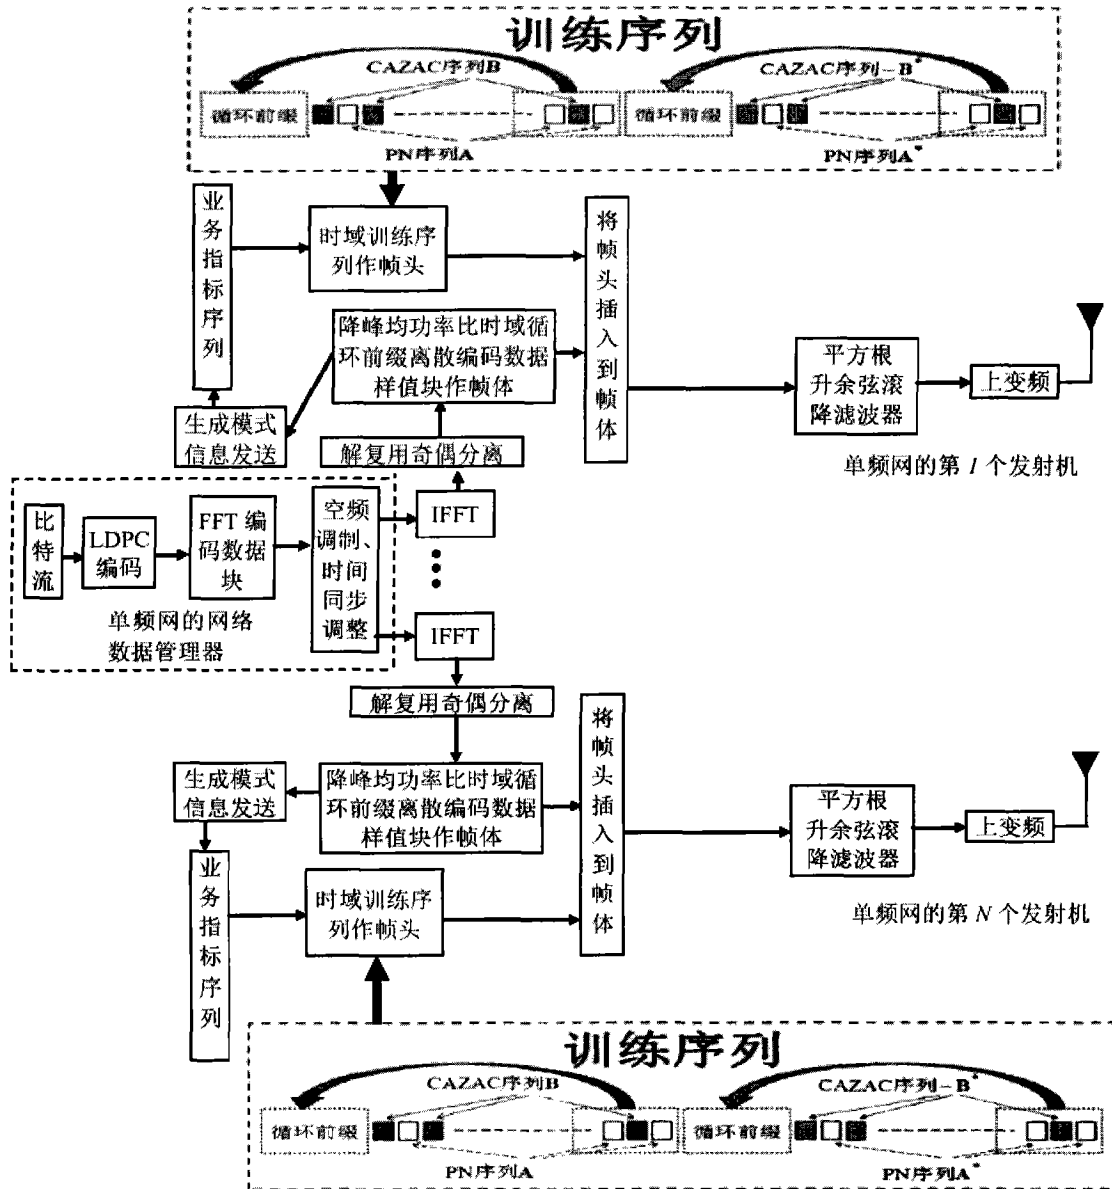 训练序列
CAZAC序列B
CAZAC序列-B*
循环前缀
循环前缀
PN序列A
PN序列A*
业务指标序列
时域训练序
列作帧头
将帧头插入到帧体
降峰均功率比时域循
环前缀离散编码数据
样值块作帧体
平方根
升余弦滚
降滤波器
上变频
生成模式
信息发送
解复用奇偶分离
单频网的第 1 个发射机
比特流
LDPC
编码
FFT 编
码数据
块
空频
调制、
时间
同步
调整
IFFT
IFFT
单频网的网络
数据管理器
解复用奇偶分离
生成模式
信息发送
降峰均功率比时域循
环前缀离散编码数据
样值块作帧体
将帧头插入到帧体
平方根
升余弦滚
降滤波器
上变频
业务指标序列
时域训练序
列作帧头
单频网的第 N 个发射机
训练序列
CAZAC序列B
CAZAC序列-B*
循环前缀
循环前缀
PN序列A
PN序列A*